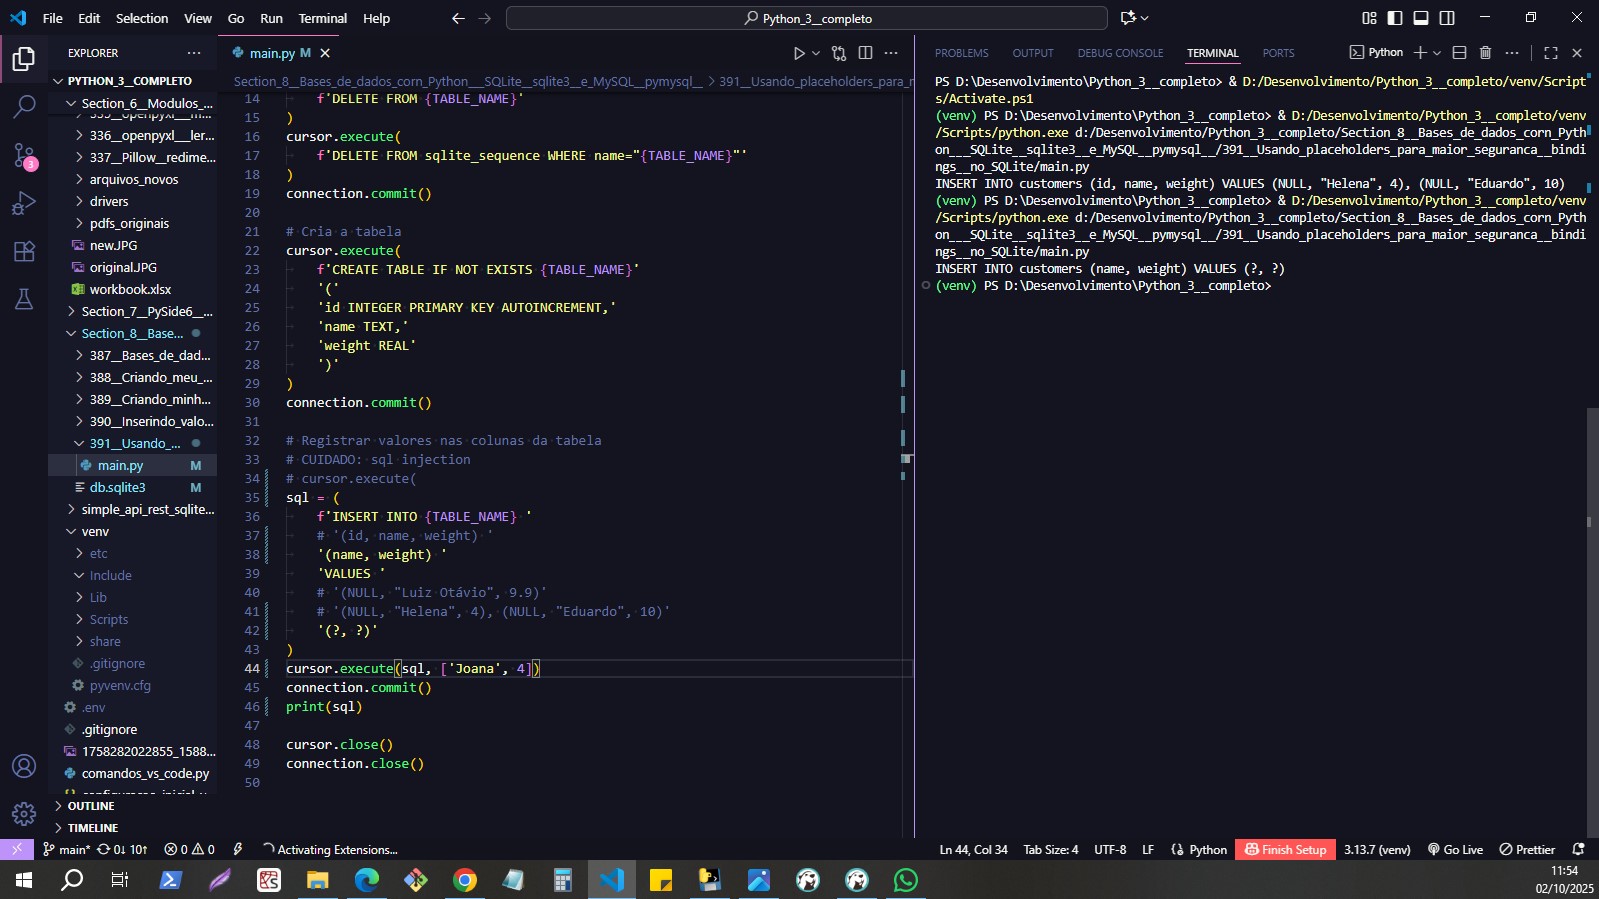 File Edit Selection View Go Run Terminal Help
Python_3__completo
EXPLORER
PYTHON_3__COMPLETO
Section_6__Modulos_...
336__openpyxl__ler...
337__Pillow__redime...
arquivos_novos
drivers
pdfs_originais
new.JPG
original.JPG
workbook.xlsx
Section_7__PySide6__...
Section_8__Base...
387__Bases_de_dad...
388__Criando_meu_...
389__Criando_minh...
390__Inserindo_valo...
391__Usando_...
main.py M
db.sqlite3 M
simple_api_rest_sqlite...
venv
etc
Include
Lib
Scripts
share
.gitignore
pyvenv.cfg
.env
.gitignore
1758282022855_1588...
comandos_vs_code.py
OUTLINE
TIMELINE
3
main.py M
Section_8__Bases_de_dados_corn_Python___SQLite__sqlite3__e_MySQL__pymysql__ > 391__Usando_placeholders_para_r
14 f'DELETE FROM {TABLE_NAME}'
15 )
16 cursor.execute(
17 f'DELETE FROM sqlite_sequence WHERE name="{TABLE_NAME}"'
18 )
19 connection.commit()
20
21 # Cria a tabela
22 cursor.execute(
23 f'CREATE TABLE IF NOT EXISTS {TABLE_NAME}'
24 '('
25 'id INTEGER PRIMARY KEY AUTOINCREMENT,'
26 'name TEXT,'
27 'weight REAL'
28 ')'
29 )
30 connection.commit()
31
32 # Registrar valores nas colunas da tabela
33 # CUIDADO: sql injection
34 # cursor.execute(
35 sql = (
36 f'INSERT INTO {TABLE_NAME} '
37 # '(id, name, weight) '
38 '(name, weight) '
39 'VALUES '
40 # '(NULL, "Luiz Otávio", 9.9)'
41 # '(NULL, "Helena", 4), (NULL, "Eduardo", 10)'
42 '(?, ?)'
43 )
44 cursor.execute(sql, ['Joana', 4])
45 connection.commit()
46 print(sql)
47
48 cursor.close()
49 connection.close()
50
PROBLEMS OUTPUT DEBUG CONSOLE TERMINAL PORTS
Python
PS D:\Desenvolvimento\Python_3__completo> & D:/Desenvolvimento/Python_3__completo/venv/Script
s/Activate.ps1
(venv) PS D:\Desenvolvimento\Python_3__completo> & D:/Desenvolvimento/Python_3__completo/venv
/Scripts/python.exe d:/Desenvolvimento/Python_3__completo/Section_8__Bases_de_dados_corn_Pyth
on___SQLite__sqlite3__e_MySQL__pymysql__/391__Usando_placeholders_para_maior_seguranca__bindi
ngs__no_SQLite/main.py
INSERT INTO customers (id, name, weight) VALUES (NULL, "Helena", 4), (NULL, "Eduardo", 10)
(venv) PS D:\Desenvolvimento\Python_3__completo> & D:/Desenvolvimento/Python_3__completo/venv
/Scripts/python.exe d:/Desenvolvimento/Python_3__completo/Section_8__Bases_de_dados_corn_Pyth
on___SQLite__sqlite3__e_MySQL__pymysql__/391__Usando_placeholders_para_maior_seguranca__bindi
ngs__no_SQLite/main.py
INSERT INTO customers (name, weight) VALUES (?, ?)
(venv) PS D:\Desenvolvimento\Python_3__completo>
main* 0↓ 10↑ 0 0 Activating Extensions...
Ln 44, Col 34 Tab Size: 4 UTF-8 LF Python Finish Setup 3.13.7 (venv) Go Live Prettier
11:54
02/10/2025